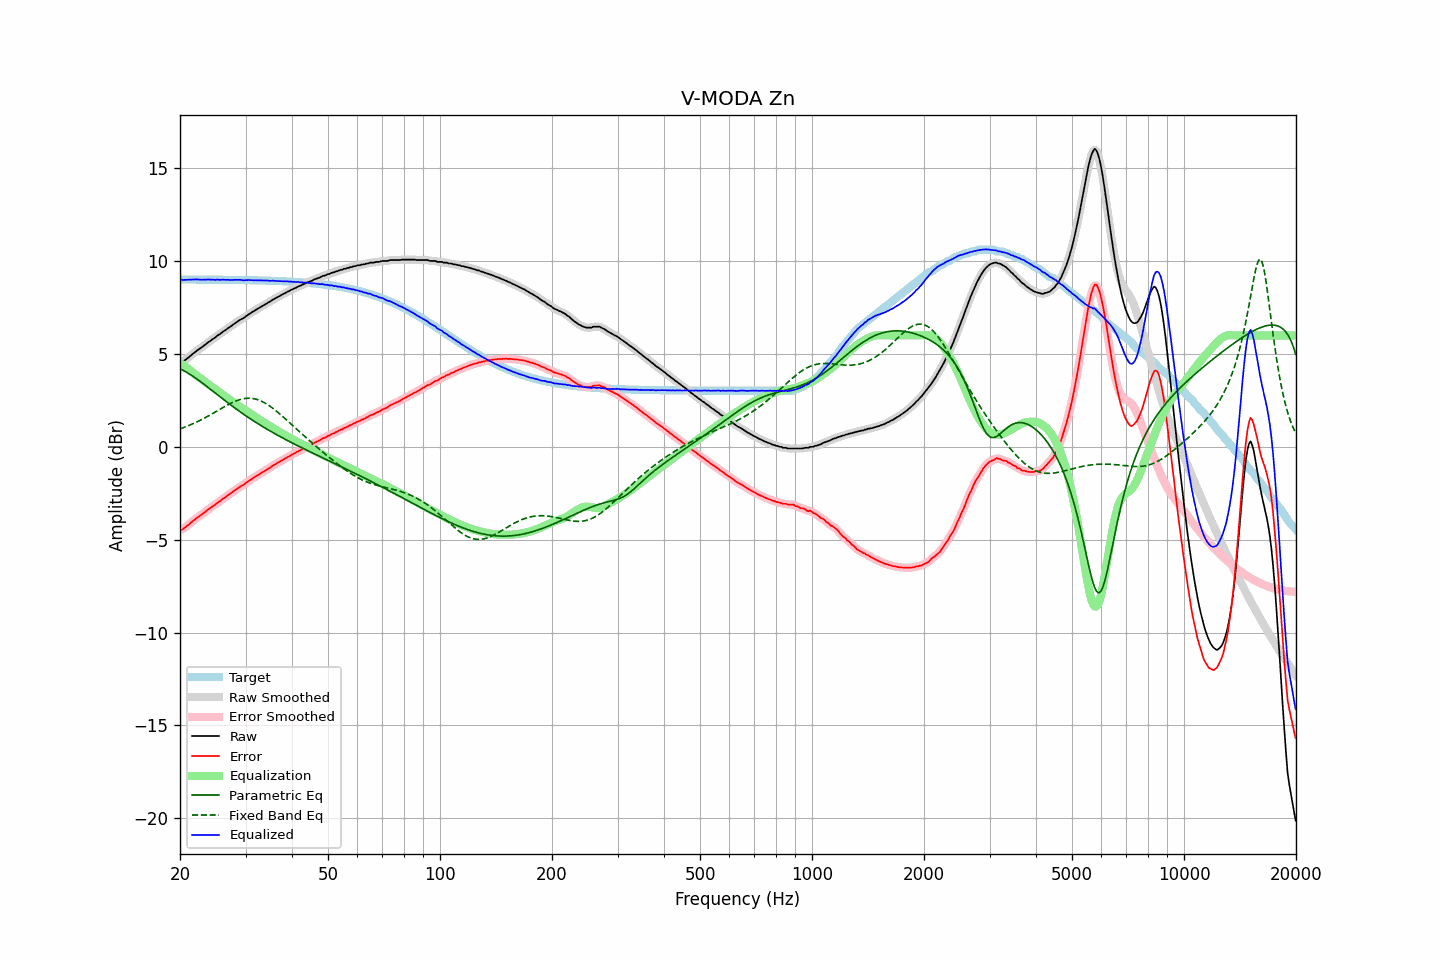 V-MODA Zn
Amplitude (dBr)
15
10
5
0
−5
−10
−15
−20
Target
Raw Smoothed
Error Smoothed
Raw
Error
Equalization
Parametric Eq
Fixed Band Eq
Equalized
20 50 100 200 500 1000 2000 5000 10000 20000
Frequency (Hz)